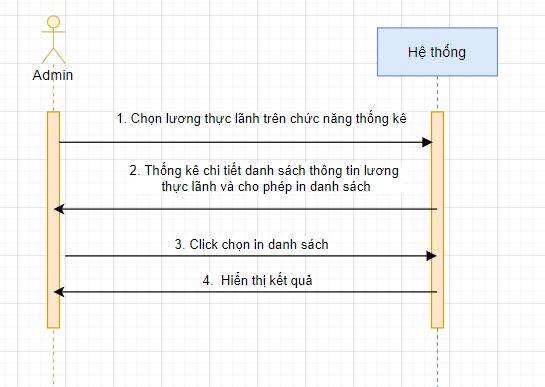 Admin
Hệ thống
1. Chọn lương thực lãnh trên chức năng thống kê
2. Thống kê chi tiết danh sách thông tin lương
thực lãnh và cho phép in danh sách
3. Click chọn in danh sách
4. Hiển thị kết quả